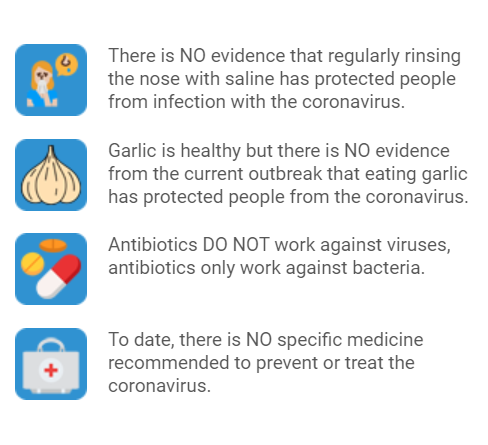 There is NO evidence that regularly rinsing
the nose with saline has protected people
from infection with the coronavirus.
Garlic is healthy but there is NO evidence
from the current outbreak that eating garlic
has protected people from the coronavirus.
Antibiotics DO NOT work against viruses,
antibiotics only work against bacteria.
To date, there is NO specific medicine
recommended to prevent or treat the
coronavirus.